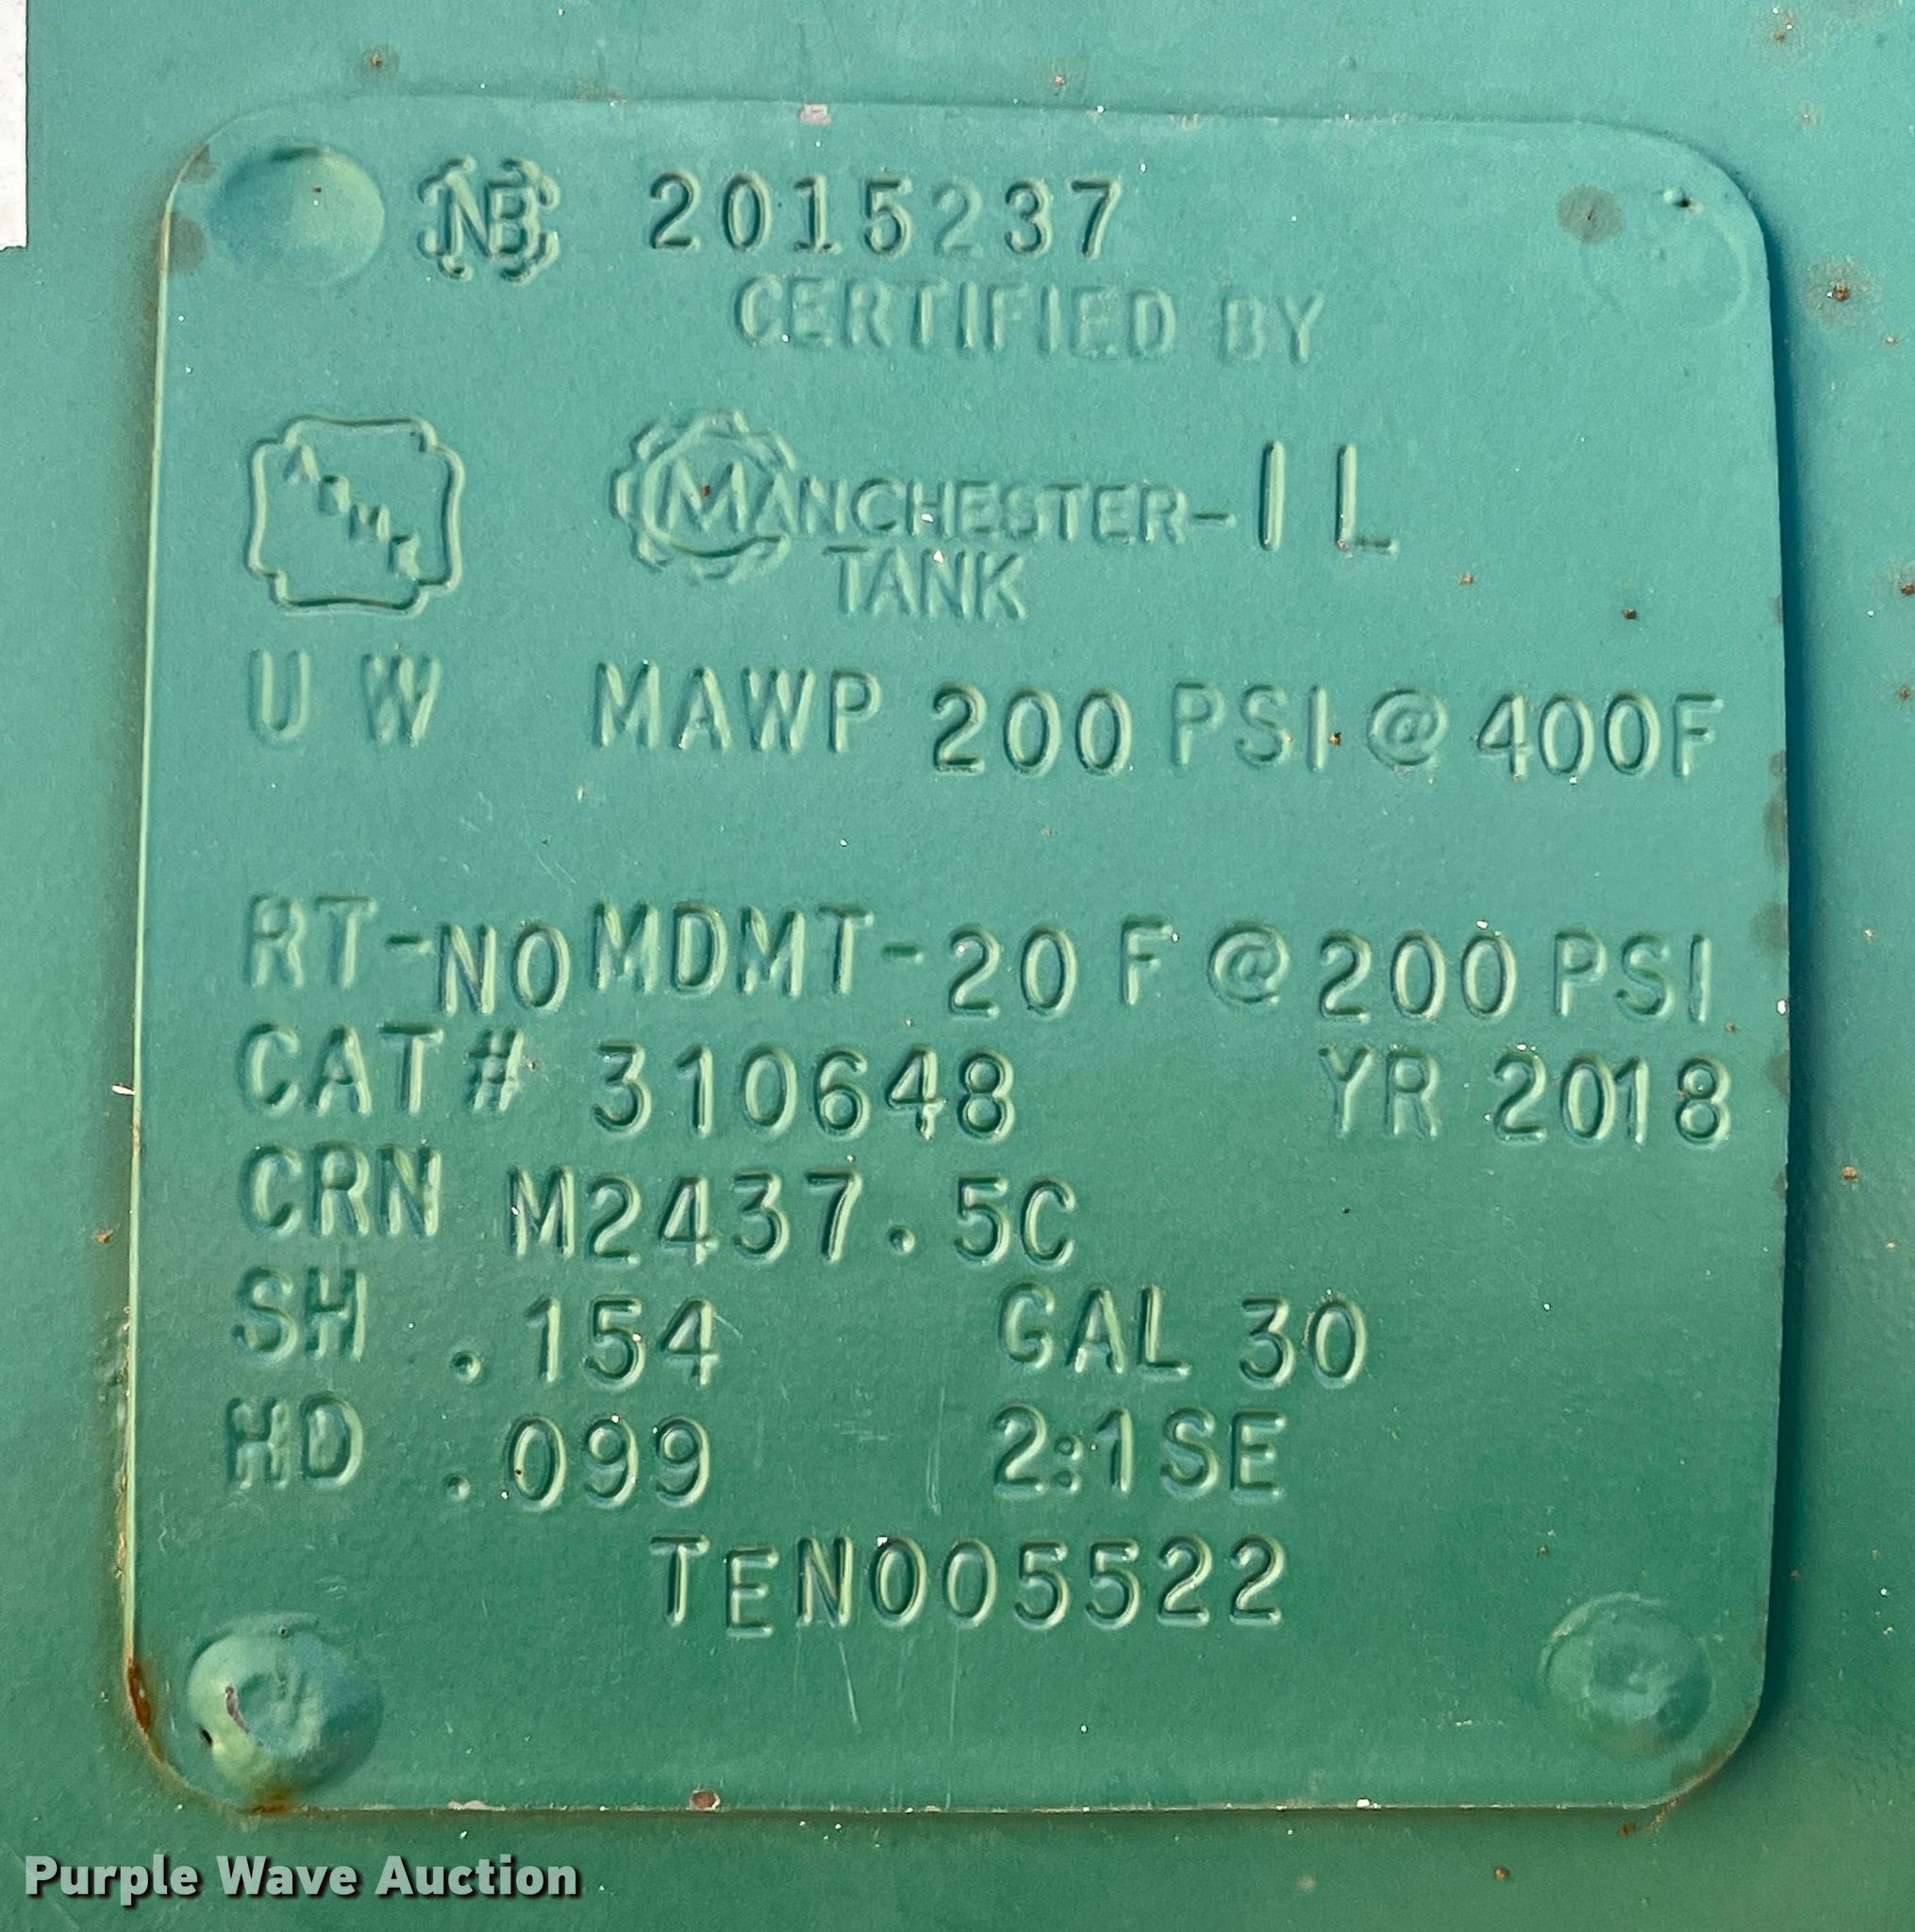 NB 2015237
CERTIFIED BY
ASME
MANCHESTER-IL
TANK
U W MAWP 200 PSI @ 400F
RT-NO MDMT-20 F @ 200 PSI
CAT# 310648 YR 2018
CRN M2437.5C
SH .154 GAL 30
HD .099 2:1SE
TEN005522
Purple Wave Auction